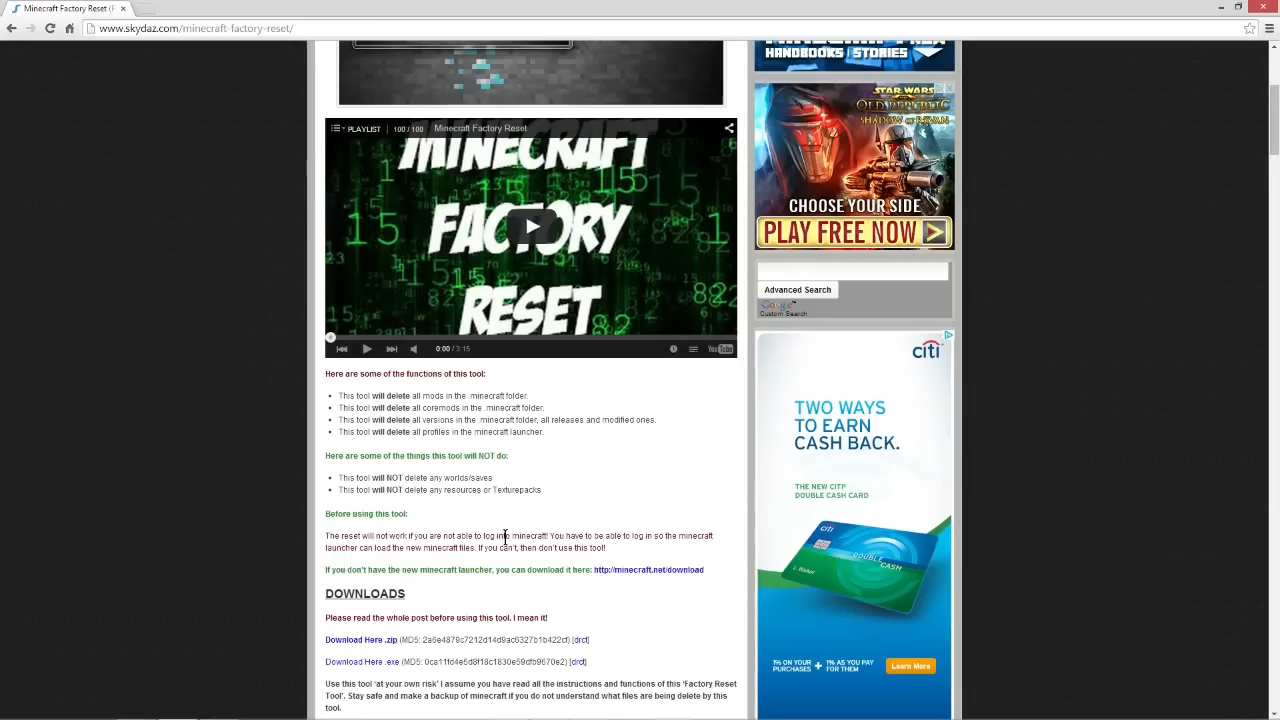 Minecraft Factory Reset (F
www.skydaz.com/minecraft-factory-reset/
HANDBOOKS | STORIES
STAR WARS
THE OLD REPUBLIC
SHADOW OF REVAN
CHOOSE YOUR SIDE
PLAY FREE NOW
PLAYLIST 100 / 100 Minecraft Factory Reset
MINECRAFT
FACTORY
RESET
0:00 / 3:15
YouTube
Advanced Search
Google™
Custom Search
Here are some of the functions of this tool:
This tool will delete all mods in the .minecraft folder.
This tool will delete all coremods in the .minecraft folder.
This tool will delete all versions in the .minecraft folder, all releases and modified ones.
This tool will delete all profiles in the minecraft launcher.
Here are some of the things this tool will NOT do:
This tool will NOT delete any worlds/saves
This tool will NOT delete any resources or Texturepacks
Before using this tool:
The reset will not work if you are not able to log into minecraft! You have to be able to log in so the minecraft
launcher can load the new minecraft files. If you can't, then don't use this tool!
If you don't have the new minecraft launcher, you can download it here: http://minecraft.net/download
DOWNLOADS
Please read the whole post before using this tool. I mean it!
Download Here .zip (MD5: 2a6e4879c7212d14d9ac6327b1b422cf) [drct]
Download Here .exe (MD5: 0ca11fd4e5d8f18c1830e59dfb9670e2) [drct]
Use this tool 'at your own risk' I assume you have read all the instructions and functions of this 'Factory Reset
Tool'. Stay safe and make a backup of minecraft if you do not understand what files are being delete by this
tool.
citi
TWO WAYS
TO EARN
CASH BACK.
THE NEW CITI®
DOUBLE CASH CARD
citi
DOUBLE CASH
1% ON YOUR PURCHASES + 1% AS YOU PAY FOR THEM
Learn More